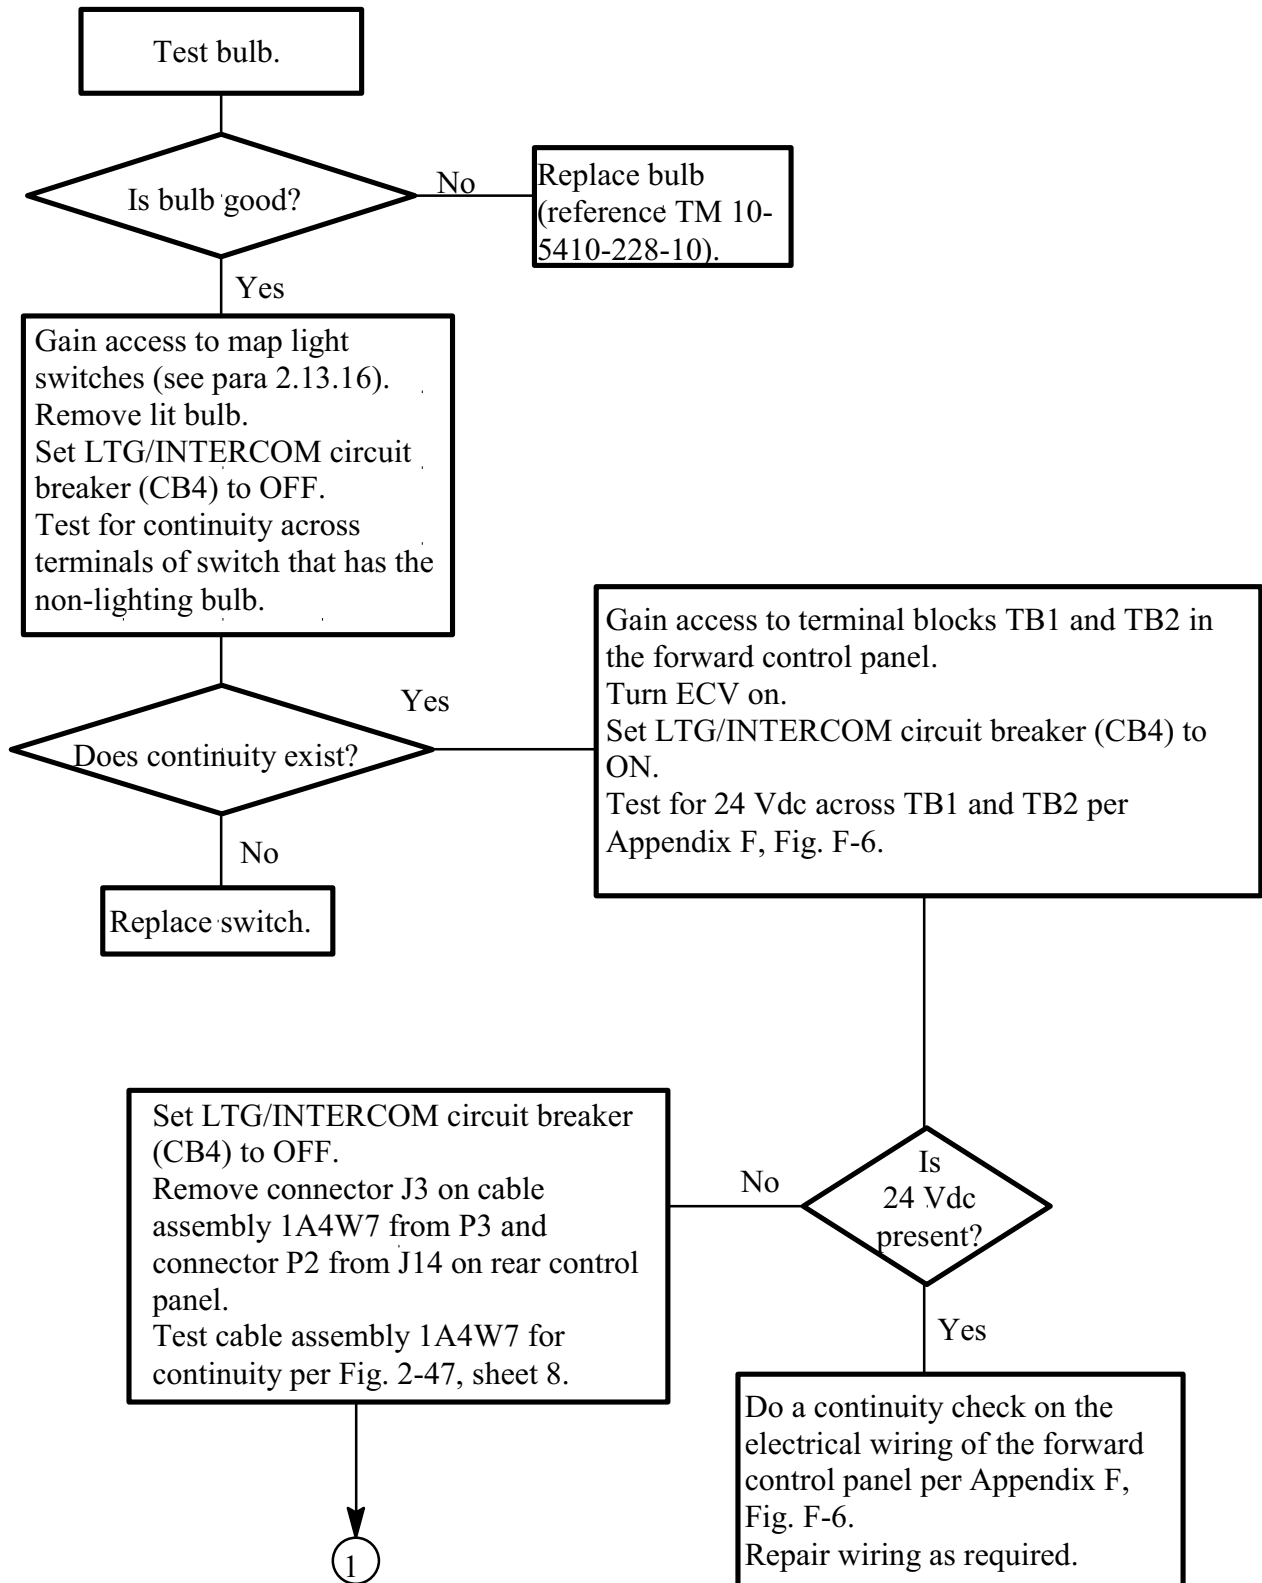 Test bulb.
Is bulb good?
No
Replace bulb
(reference TM 10-
5410-228-10).
Yes
Gain access to map light
switches (see para 2.13.16).
Remove lit bulb.
Set LTG/INTERCOM circuit
breaker (CB4) to OFF.
Test for continuity across
terminals of switch that has the
non-lighting bulb.
Does continuity exist?
Yes
Gain access to terminal blocks TB1 and TB2 in
the forward control panel.
Turn ECV on.
Set LTG/INTERCOM circuit breaker (CB4) to
ON.
Test for 24 Vdc across TB1 and TB2 per
Appendix F, Fig. F-6.
No
Replace switch.
Is
24 Vdc
present?
No
Set LTG/INTERCOM circuit breaker
(CB4) to OFF.
Remove connector J3 on cable
assembly 1A4W7 from P3 and
connector P2 from J14 on rear control
panel.
Test cable assembly 1A4W7 for
continuity per Fig. 2-47, sheet 8.
1
Yes
Do a continuity check on the
electrical wiring of the forward
control panel per Appendix F,
Fig. F-6.
Repair wiring as required.